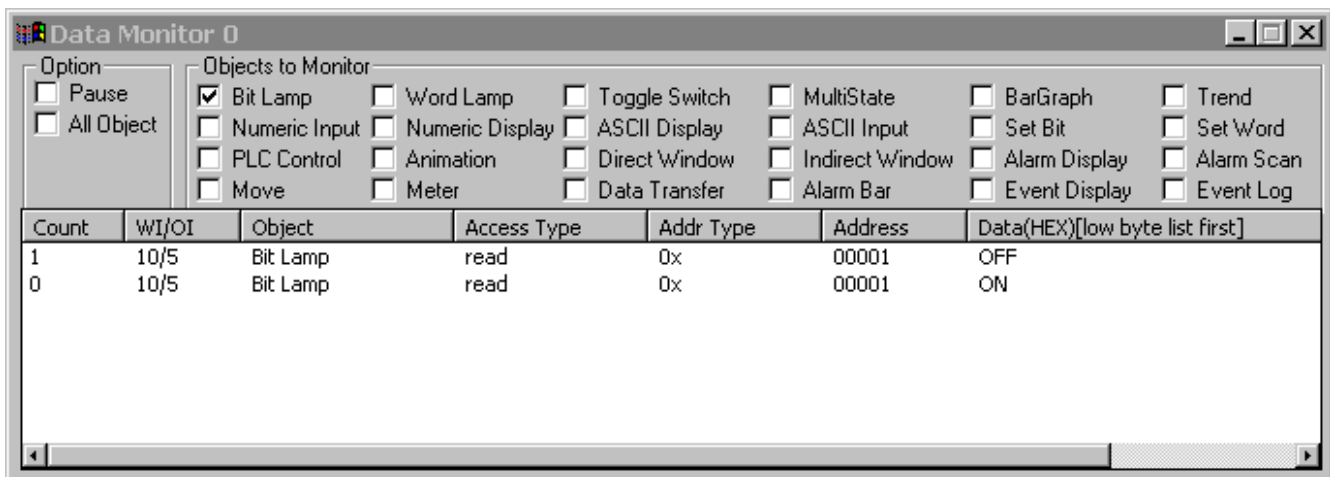 Data Monitor 0
Option Objects to Monitor
Pause Bit Lamp Word Lamp Toggle Switch MultiState BarGraph Trend
All Object Numeric Input Numeric Display ASCII Display ASCII Input Set Bit Set Word
PLC Control Animation Direct Window Indirect Window Alarm Display Alarm Scan
Move Meter Data Transfer Alarm Bar Event Display Event Log
Count WI/OI Object Access Type Addr Type Address Data(HEX)[low byte list first]
1 10/5 Bit Lamp read 0x 00001 OFF
0 10/5 Bit Lamp read 0x 00001 ON